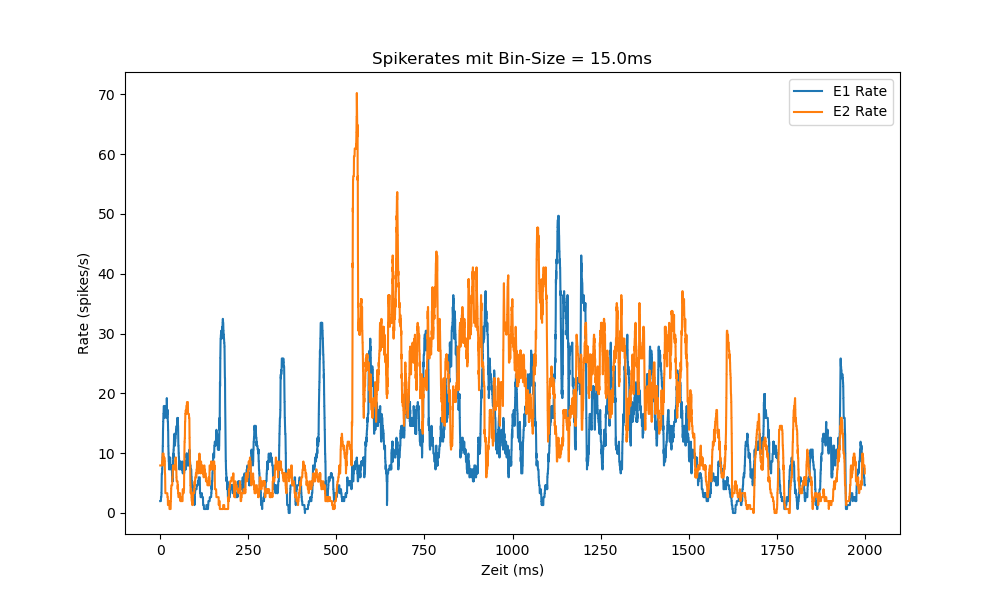 Spikerates mit Bin-Size = 15.0ms
E1 Rate
E2 Rate
Rate (spikes/s)
70
60
50
40
30
20
10
0
0 250 500 750 1000 1250 1500 1750 2000
Zeit (ms)